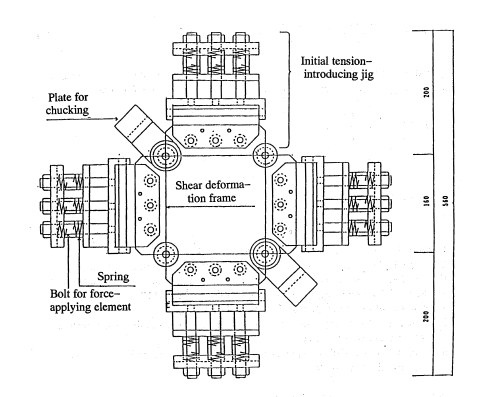 Initial tension–
introducing jig
Plate for
chucking
Shear deforma–
tion frame
Spring
Bolt for force–
applying element
200
160
540
200